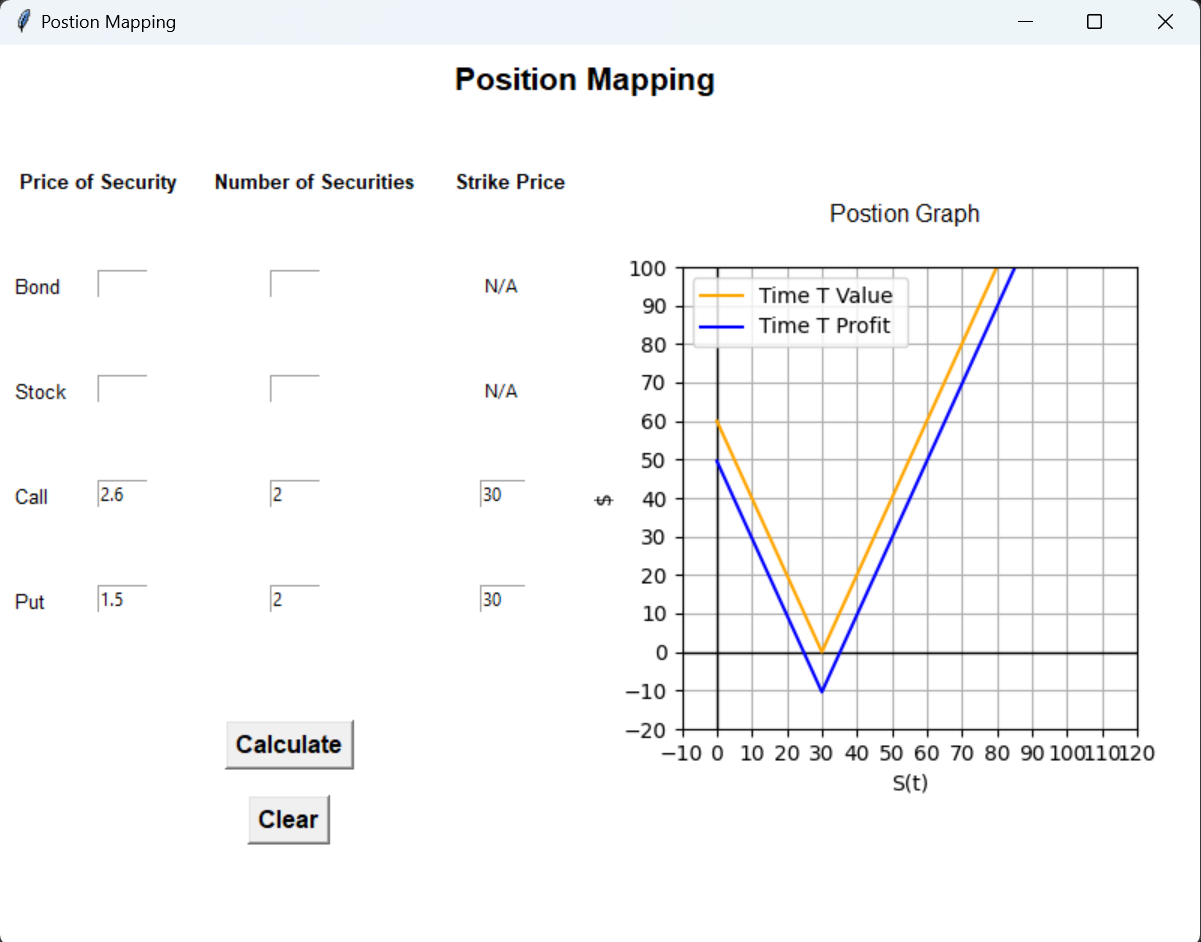 Postion Mapping
Position Mapping
Price of Security Number of Securities Strike Price
Bond N/A
Stock N/A
Call 2.6 2 30
Put 1.5 2 30
Calculate
Clear
Postion Graph
Time T Value
Time T Profit
100
90
80
70
60
50
40
30
20
10
0
−10
−20
$
−10 0 10 20 30 40 50 60 70 80 90 100 110 120
S(t)